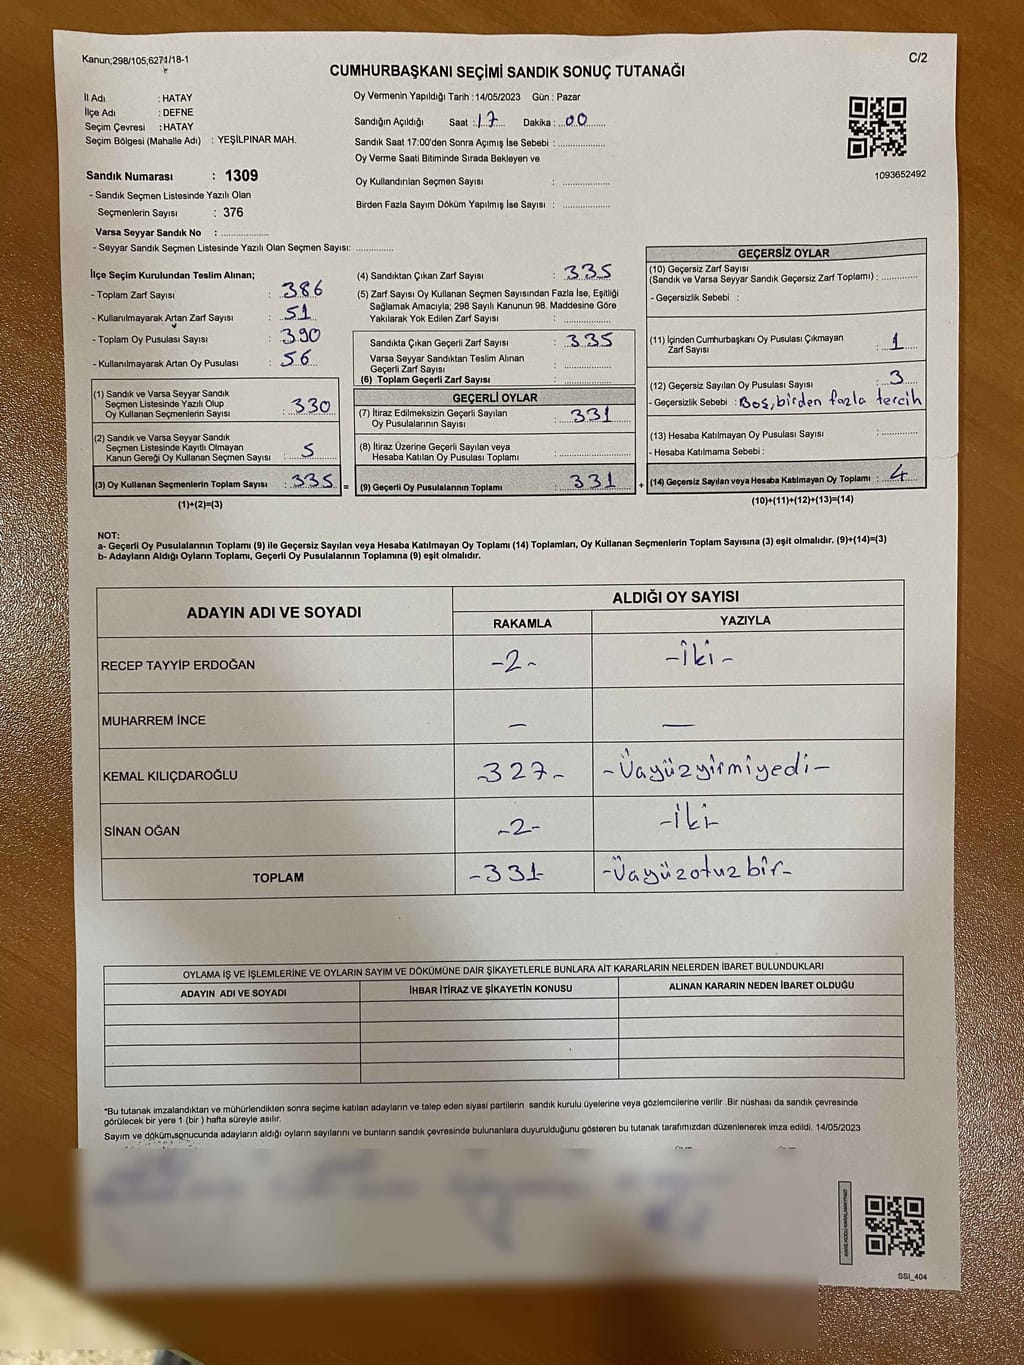 Kanun;298/105,6271/18-1
C/2
CUMHURBAŞKANI SEÇİMİ SANDIK SONUÇ TUTANAĞI
İl Adı : HATAY
İlçe Adı : DEFNE
Seçim Çevresi : HATAY
Seçim Bölgesi (Mahalle Adı) : YEŞİLPINAR MAH.
Sandık Numarası : 1309
- Sandık Seçmen Listesinde Yazılı Olan
Seçmenlerin Sayısı : 376
Varsa Seyyar Sandık No : ...............
- Seyyar Sandık Seçmen Listesinde Yazılı Olan Seçmen Sayısı: ............
Oy Vermenin Yapıldığı Tarih : 14/05/2023 Gün : Pazar
Sandığın Açıldığı Saat : 17 Dakika : 00
Sandık Saat 17:00'den Sonra Açımış İse Sebebi : ...............
Oy Verme Saati Bitiminde Sırada Bekleyen ve
Oy Kullandırılan Seçmen Sayısı : ...............
Birden Fazla Sayım Döküm Yapılmış İse Sayısı : ...............
1093652492
İlçe Seçim Kurulundan Teslim Alınan;
- Toplam Zarf Sayısı : 386
- Kullanılmayarak Artan Zarf Sayısı : 51
- Toplam Oy Pusulası Sayısı : 390
- Kullanılmayarak Artan Oy Pusulası : 56
(1) Sandık ve Varsa Seyyar Sandık
Seçmen Listesinde Yazılı Olup
Oy Kullanan Seçmenlerin Sayısı : 330
(2) Sandık ve Varsa Seyyar Sandık
Seçmen Listesinde Kayıtlı Olmayan
Kanun Gereği Oy Kullanan Seçmen Sayısı : 5
(3) Oy Kullanan Seçmenlerin Toplam Sayısı : 335 =
(1)+(2)=(3)
(4) Sandıktan Çıkan Zarf Sayısı : 335
(5) Zarf Sayısı Oy Kullanan Seçmen Sayısından Fazla İse, Eşitliği
Sağlamak Amacıyla; 298 Sayılı Kanunun 98. Maddesine Göre
Yakılarak Yok Edilen Zarf Sayısı : ...............
Sandıkta Çıkan Geçerli Zarf Sayısı : 335
Varsa Seyyar Sandıktan Teslim Alınan
Geçerli Zarf Sayısı : ...............
(6) Toplam Geçerli Zarf Sayısı : ...............
GEÇERLİ OYLAR
(7) İtiraz Edilmeksizin Geçerli Sayılan
Oy Pusulalarının Sayısı : 331
(8) İtiraz Üzerine Geçerli Sayılan veya
Hesaba Katılan Oy Pusulası Toplamı : ...............
(9) Geçerli Oy Pusulalarının Toplamı : 331 +
GEÇERSİZ OYLAR
(10) Geçersiz Zarf Sayısı
(Sandık ve Varsa Seyyar Sandık Geçersiz Zarf Toplamı) : ............
- Geçersizlik Sebebi :
(11) İçinden Cumhurbaşkanı Oy Pusulası Çıkmayan
Zarf Sayısı : 1
(12) Geçersiz Sayılan Oy Pusulası Sayısı : 3
- Geçersizlik Sebebi : Boş, birden fazla tercih
(13) Hesaba Katılmayan Oy Pusulası Sayısı : ............
- Hesaba Katılmama Sebebi :
(14) Geçersiz Sayılan veya Hesaba Katılmayan Oy Toplamı : 4
(10)+(11)+(12)+(13)=(14)
NOT:
a- Geçerli Oy Pusulalarının Toplamı (9) ile Geçersiz Sayılan veya Hesaba Katılmayan Oy Toplamı (14) Toplamları, Oy Kullanan Seçmenlerin Toplam Sayısına (3) eşit olmalıdır. (9)+(14)=(3)
b- Adayların Aldığı Oyların Toplamı, Geçerli Oy Pusulalarının Toplamına (9) eşit olmalıdır.
ADAYIN ADI VE SOYADI ALDIĞI OY SAYISI
RAKAMLA YAZIYLA
RECEP TAYYİP ERDOĞAN -2- -İki-
MUHARREM İNCE - —
KEMAL KILIÇDAROĞLU -327- -Üçyüzyirmiyedi-
SİNAN OĞAN -2- -İki-
TOPLAM -331- -Üçyüzotuzbir-
OYLAMA İŞ VE İŞLEMLERİNE VE OYLARIN SAYIM VE DÖKÜMÜNE DAİR ŞİKAYETLERLE BUNLARA AİT KARARLARIN NELERDEN İBARET BULUNDUKLARI
ADAYIN ADI VE SOYADI İHBAR İTİRAZ VE ŞİKAYETİN KONUSU ALINAN KARARIN NEDEN İBARET OLDUĞU
*Bu tutanak imzalandıktan ve mühürlendikten sonra seçime katılan adayların ve talep eden siyasi partilerin sandık kurulu üyelerine veya gözlemcilerine verilir .Bir nüshası da sandık çevresinde
görülecek bir yere 1 (bir ) hafta süreyle asılır.
Sayım ve döküm sonucunda adayların aldığı oyların sayılarını ve bunların sandık çevresinde bulunanlara duyurulduğunu gösteren bu tutanak tarafımızdan düzenlenerek imza edildi. 14/05/2023
KARE KODU KARALAMAYINIZ!
SSI_404